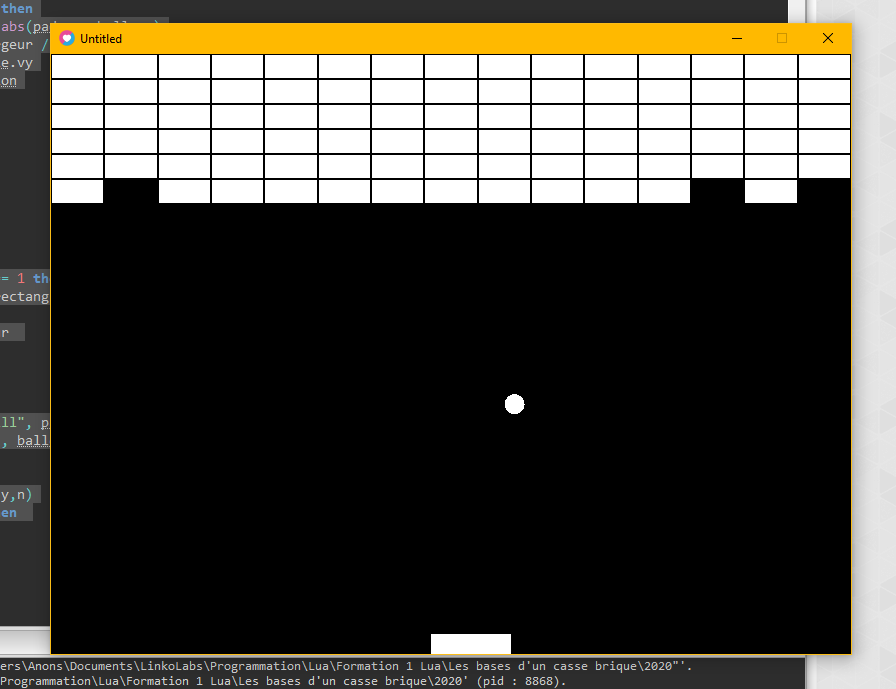 then
abs(pa
geur /
Untitled
e.vy
on
== 1 th
ectang
r
ll", p
, ball
y,n)
en
ers\Anons\Documents\LinkoLabs\Programmation\Lua\Formation 1 Lua\Les bases d'un casse brique\2020"'.
Programmation\Lua\Formation 1 Lua\Les bases d'un casse brique\2020' (pid : 8868).